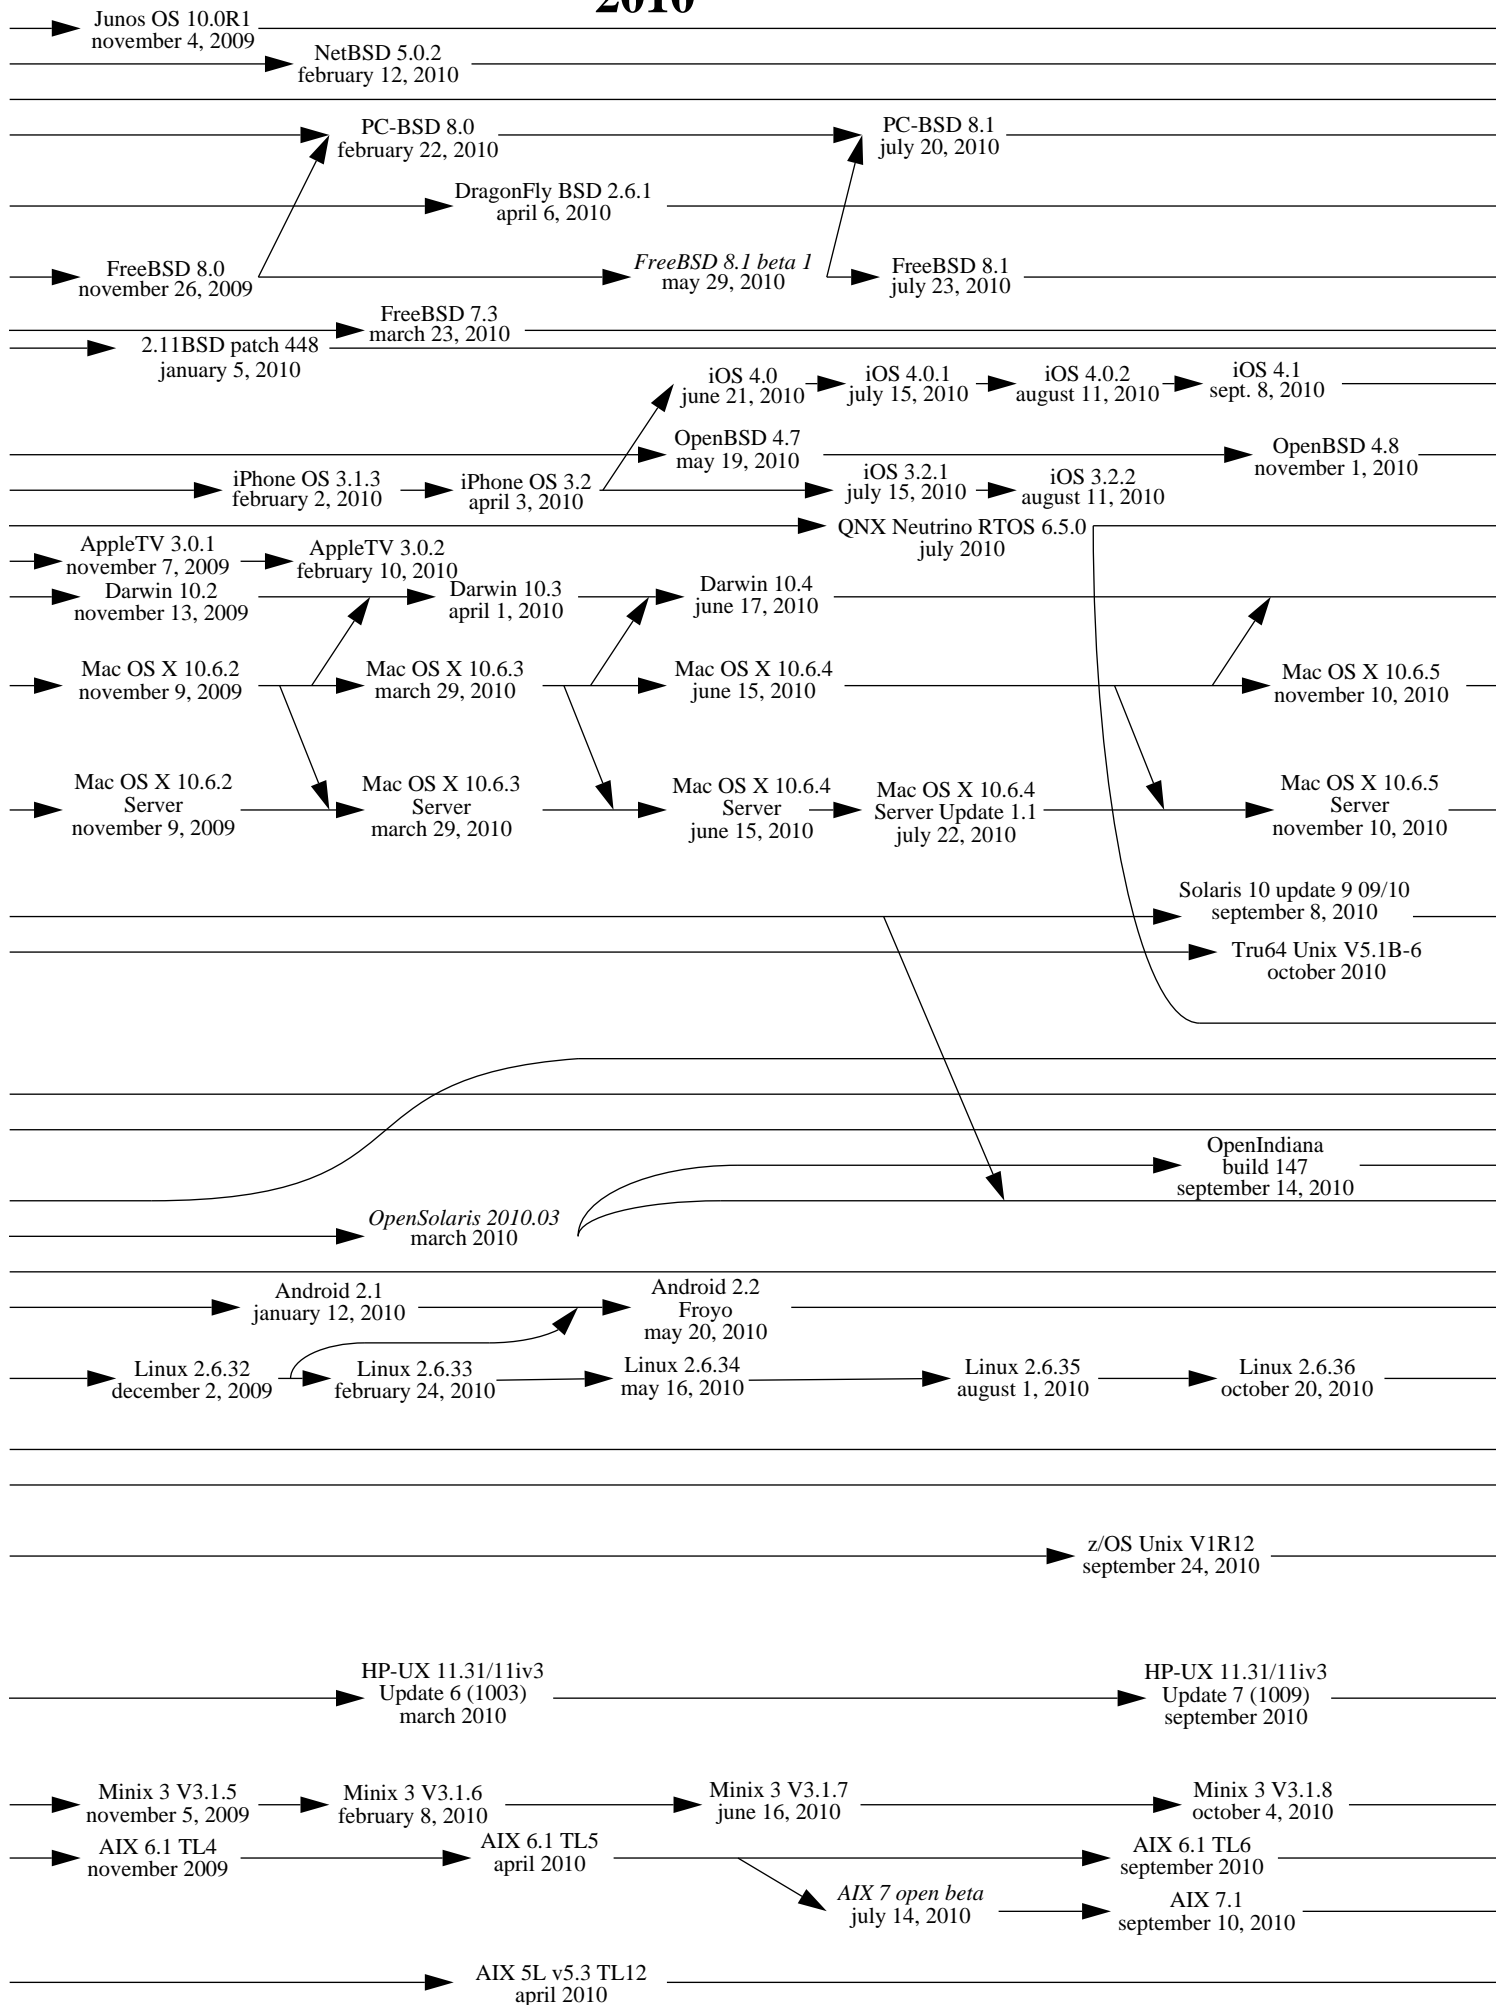 2010
Junos OS 10.0R1
november 4, 2009
NetBSD 5.0.2
february 12, 2010
PC-BSD 8.0
february 22, 2010
PC-BSD 8.1
july 20, 2010
DragonFly BSD 2.6.1
april 6, 2010
FreeBSD 8.0
november 26, 2009
FreeBSD 8.1 beta 1
may 29, 2010
FreeBSD 8.1
july 23, 2010
FreeBSD 7.3
march 23, 2010
2.11BSD patch 448
january 5, 2010
iOS 4.0
june 21, 2010
iOS 4.0.1
july 15, 2010
iOS 4.0.2
august 11, 2010
iOS 4.1
sept. 8, 2010
OpenBSD 4.7
may 19, 2010
OpenBSD 4.8
november 1, 2010
iPhone OS 3.1.3
february 2, 2010
iPhone OS 3.2
april 3, 2010
iOS 3.2.1
july 15, 2010
iOS 3.2.2
august 11, 2010
QNX Neutrino RTOS 6.5.0
july 2010
AppleTV 3.0.1
november 7, 2009
AppleTV 3.0.2
february 10, 2010
Darwin 10.2
november 13, 2009
Darwin 10.3
april 1, 2010
Darwin 10.4
june 17, 2010
Mac OS X 10.6.2
november 9, 2009
Mac OS X 10.6.3
march 29, 2010
Mac OS X 10.6.4
june 15, 2010
Mac OS X 10.6.5
november 10, 2010
Mac OS X 10.6.2
Server
november 9, 2009
Mac OS X 10.6.3
Server
march 29, 2010
Mac OS X 10.6.4
Server
june 15, 2010
Mac OS X 10.6.4
Server Update 1.1
july 22, 2010
Mac OS X 10.6.5
Server
november 10, 2010
Solaris 10 update 9 09/10
september 8, 2010
Tru64 Unix V5.1B-6
october 2010
OpenIndiana
build 147
september 14, 2010
OpenSolaris 2010.03
march 2010
Android 2.1
january 12, 2010
Android 2.2
Froyo
may 20, 2010
Linux 2.6.32
december 2, 2009
Linux 2.6.33
february 24, 2010
Linux 2.6.34
may 16, 2010
Linux 2.6.35
august 1, 2010
Linux 2.6.36
october 20, 2010
z/OS Unix V1R12
september 24, 2010
HP-UX 11.31/11iv3
Update 6 (1003)
march 2010
HP-UX 11.31/11iv3
Update 7 (1009)
september 2010
Minix 3 V3.1.5
november 5, 2009
Minix 3 V3.1.6
february 8, 2010
Minix 3 V3.1.7
june 16, 2010
Minix 3 V3.1.8
october 4, 2010
AIX 6.1 TL4
november 2009
AIX 6.1 TL5
april 2010
AIX 6.1 TL6
september 2010
AIX 7 open beta
july 14, 2010
AIX 7.1
september 10, 2010
AIX 5L v5.3 TL12
april 2010